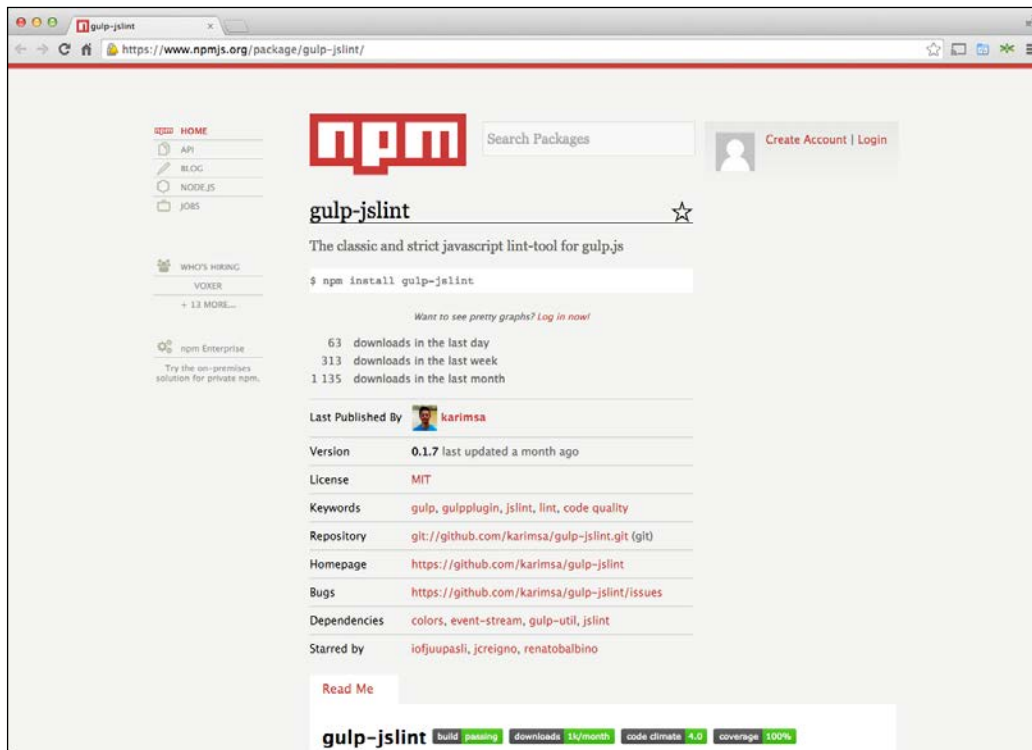 gulp-jslint
https://www.npmjs.org/package/gulp-jslint/
npm HOME
API
BLOG
NODE.JS
JOBS
WHO'S HIRING
VOXER
+ 13 MORE...
npm Enterprise
Try the on-premises
solution for private npm.
npm
Search Packages
Create Account | Login
gulp-jslint
The classic and strict javascript lint-tool for gulp.js
$ npm install gulp-jslint
Want to see pretty graphs? Log in now!
63 downloads in the last day
313 downloads in the last week
1 135 downloads in the last month
Last Published By karimsa
Version 0.1.7 last updated a month ago
License MIT
Keywords gulp, gulpplugin, jslint, lint, code quality
Repository git://github.com/karimsa/gulp-jslint.git (git)
Homepage https://github.com/karimsa/gulp-jslint
Bugs https://github.com/karimsa/gulp-jslint/issues
Dependencies colors, event-stream, gulp-util, jslint
Starred by iofjuupasli, jcreigno, renatobalbino
Read Me
gulp-jslint build passing downloads 1k/month code climate 4.0 coverage 100%